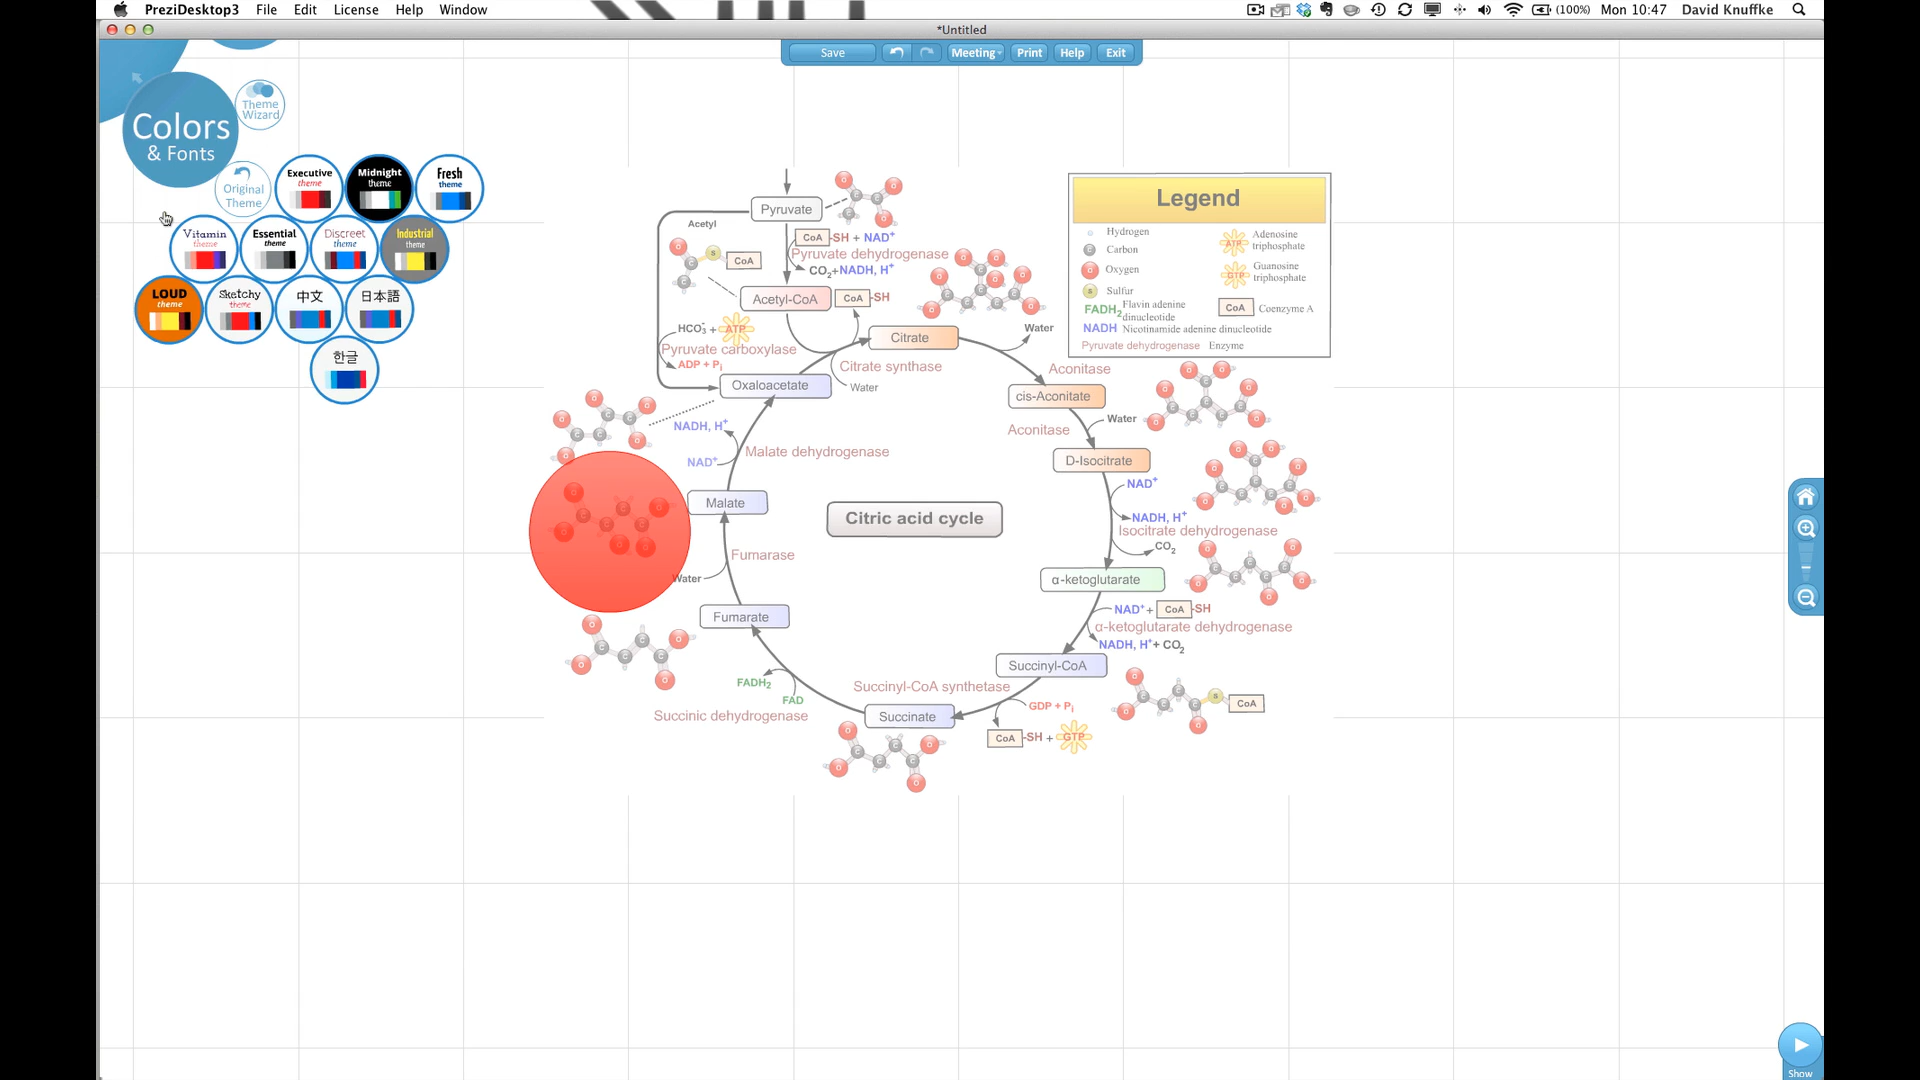 PreziDesktop3 File Edit License Help Window
(100%) Mon 10:47 David Knuffke
*Untitled
Save Meeting Print Help Exit
Colors
& Fonts
Theme
Wizard
Original
Theme
Executive
theme
Midnight
theme
Fresh
theme
Vitamin
theme
Essential
theme
Discreet
theme
Industrial
theme
LOUD
theme
Sketchy
theme
中文
日本語
한글
Pyruvate
Acetyl
CoA-SH + NAD+
Pyruvate dehydrogenase
CO2+NADH, H+
CoA
Acetyl-CoA
CoA-SH
HCO3- + ATP
Pyruvate carboxylase
ADP + Pi
Citrate
Water
Citrate synthase
Water
Oxaloacetate
Aconitase
cis-Aconitate
Water
Aconitase
D-Isocitrate
NAD+
NADH, H+
Isocitrate dehydrogenase
CO2
α-ketoglutarate
NAD+ + CoA-SH
α-ketoglutarate dehydrogenase
NADH, H+ + CO2
Succinyl-CoA
CoA
Succinyl-CoA synthetase
GDP + Pi
CoA-SH + GTP
Succinate
FADH2
FAD
Succinic dehydrogenase
Fumarate
Water
Fumarase
Malate
NAD+
Malate dehydrogenase
NADH, H+
Citric acid cycle
Legend
Hydrogen
Carbon
Oxygen
Sulfur
FADH2 Flavin adenine
dinucleotide
NADH Nicotinamide adenine dinucleotide
Pyruvate dehydrogenase Enzyme
ATP Adenosine
triphosphate
GTP Guanosine
triphosphate
CoA Coenzyme A
Show